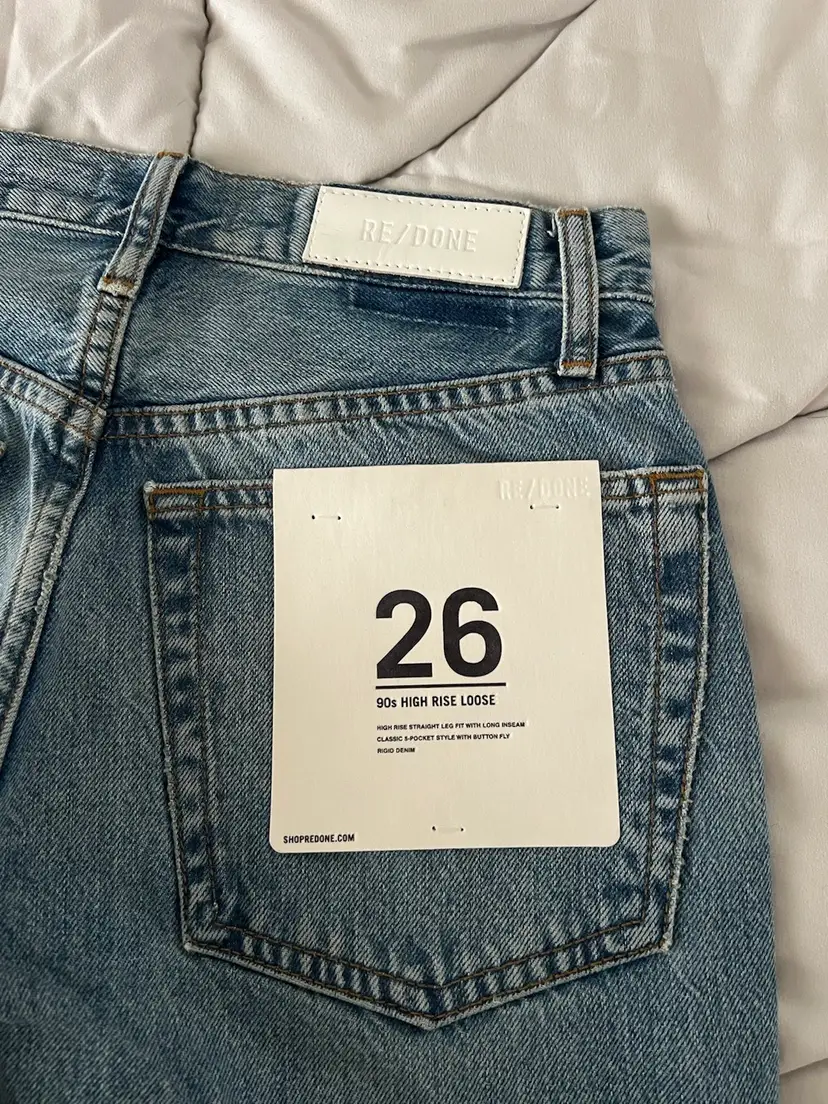 RE/DONE
RE/DONE
26
90s HIGH RISE LOOSE
HIGH RISE STRAIGHT LEG FIT WITH LONG INSEAM
CLASSIC 5-POCKET STYLE WITH BUTTON FLY
RIGID DENIM
SHOPREDONE.COM